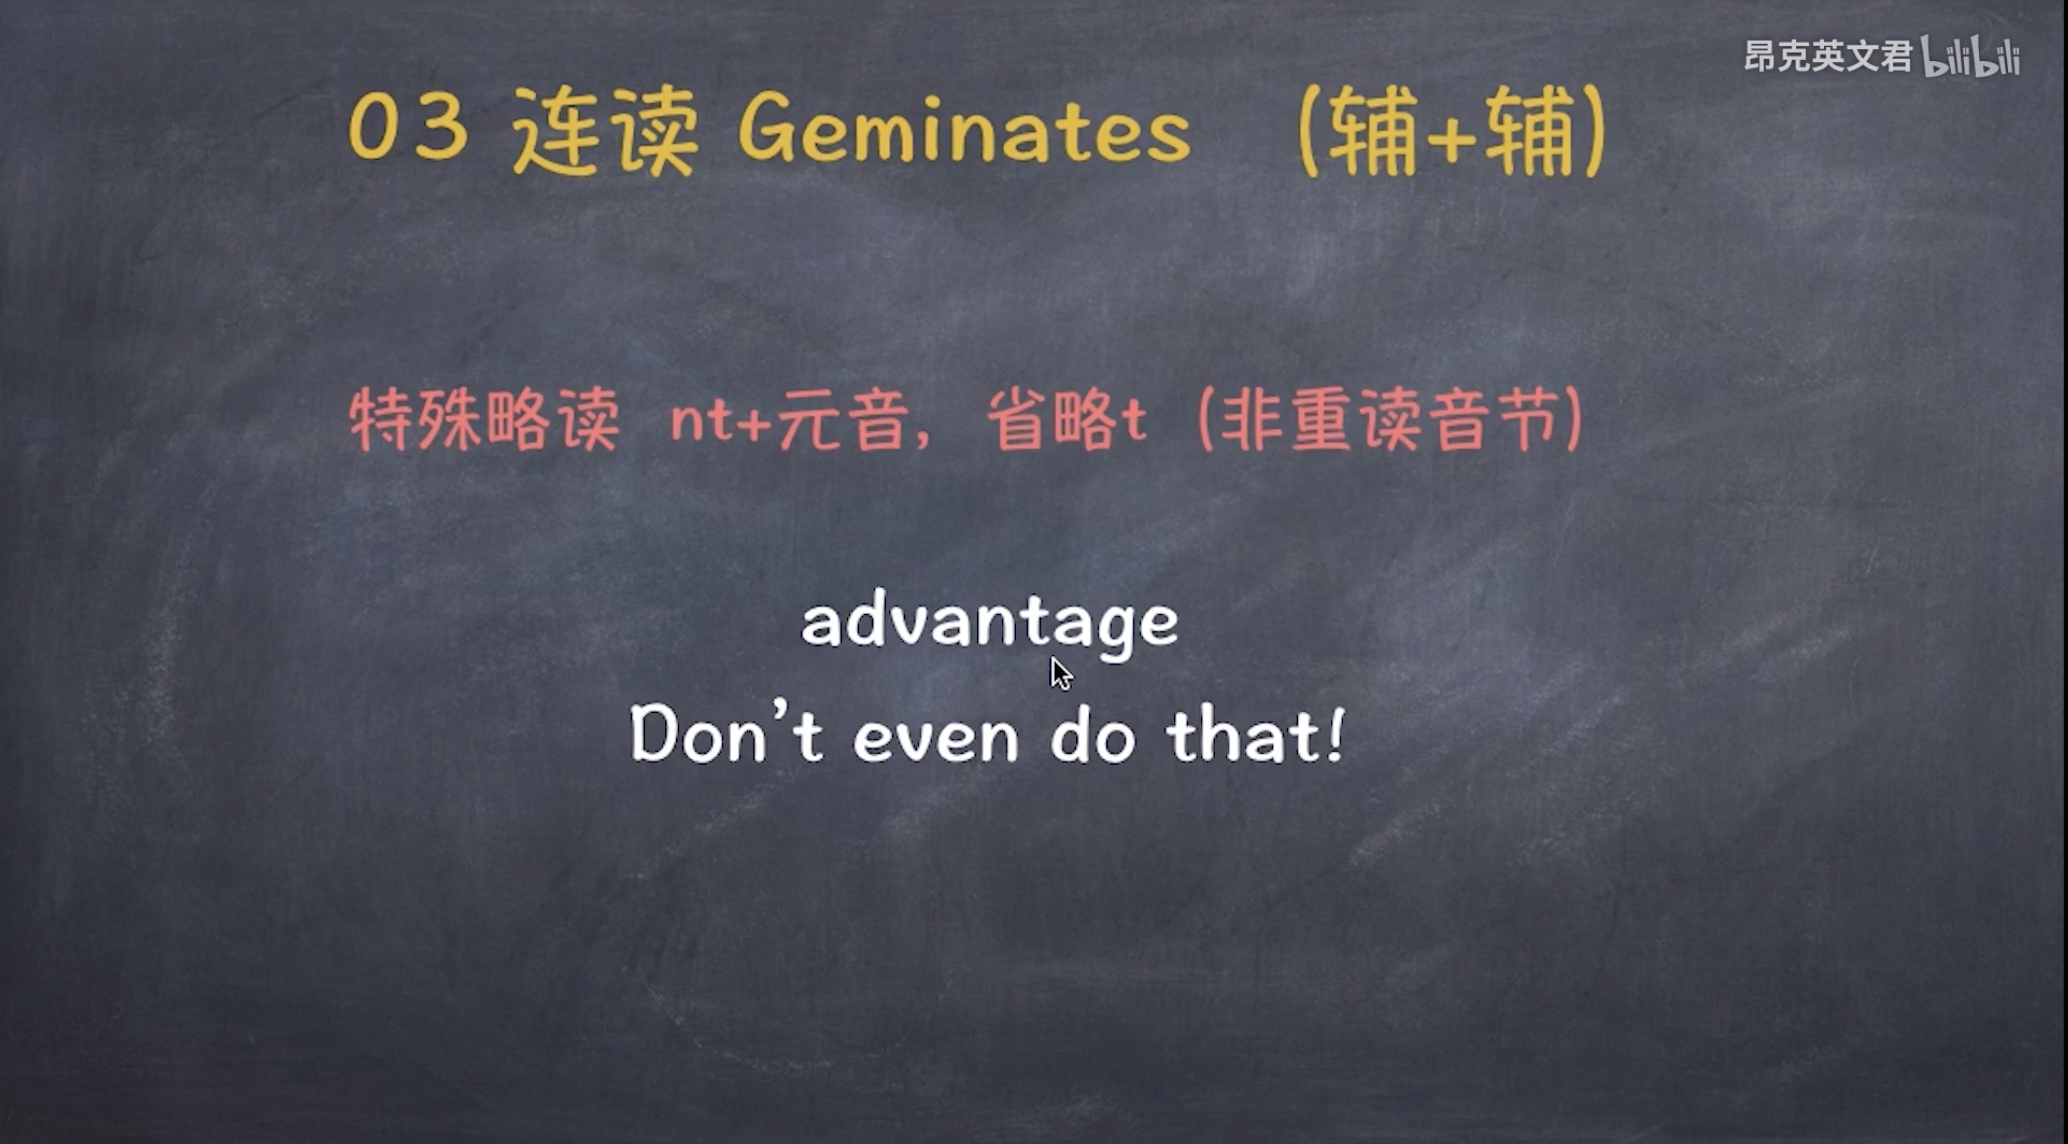 昂克英文君 bilibili
03 连读 Geminates （辅+辅）
特殊略读 nt+元音，省略t（非重读音节）
advantage
Don't even do that!